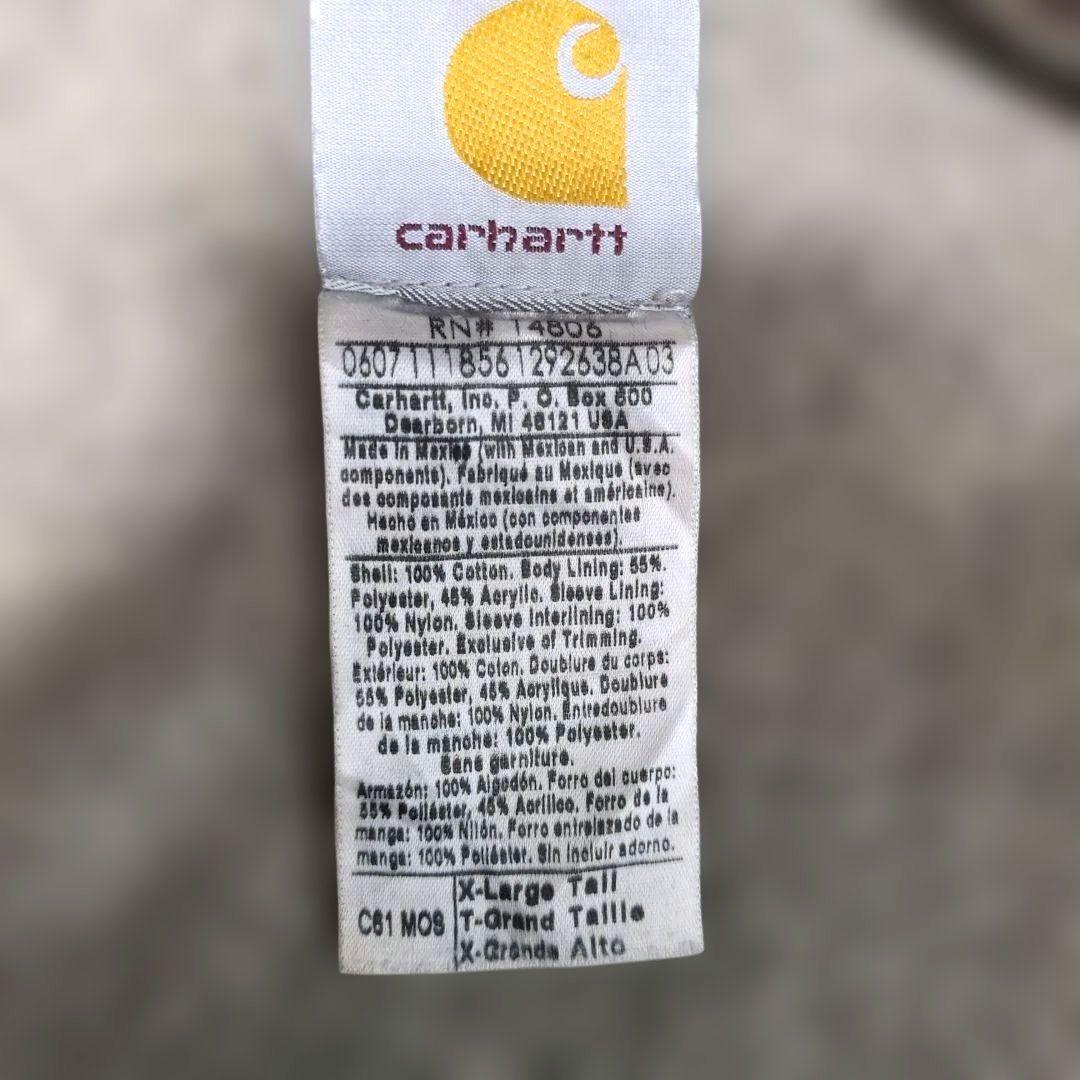 carhartt
RN# 14806
06071118561292638A03
Carhartt, Inc. P. O. Box 600
Dearborn, MI 48121 USA
Made in Mexico (with Mexican and U.S.A.
components). Fabriqué au Mexique (avec
des composants mexicains et américains).
Hecho en México (con componentes
mexicanos y estadounidenses).
Shell: 100% Cotton. Body Lining: 55%
Polyester, 45% Acrylic. Sleeve Lining:
100% Nylon. Sleeve Interlining: 100%
Polyester. Exclusive of Trimming.
Extérieur: 100% Coton. Doublure du corps:
55% Polyester, 45% Acrylique. Doublure
de la manche: 100% Nylon. Entredoublure
de la manche: 100% Polyester.
Sans garniture.
Armazón: 100% Algodón. Forro del cuerpo:
55% Poliéster, 45% Acrílico. Forro de la
manga: 100% Nilón. Forro entrelazado de la
manga: 100% Poliéster. Sin incluir adorno.
C61 MOS
X-Large Tall
T-Grand Taille
X-Grande Alto